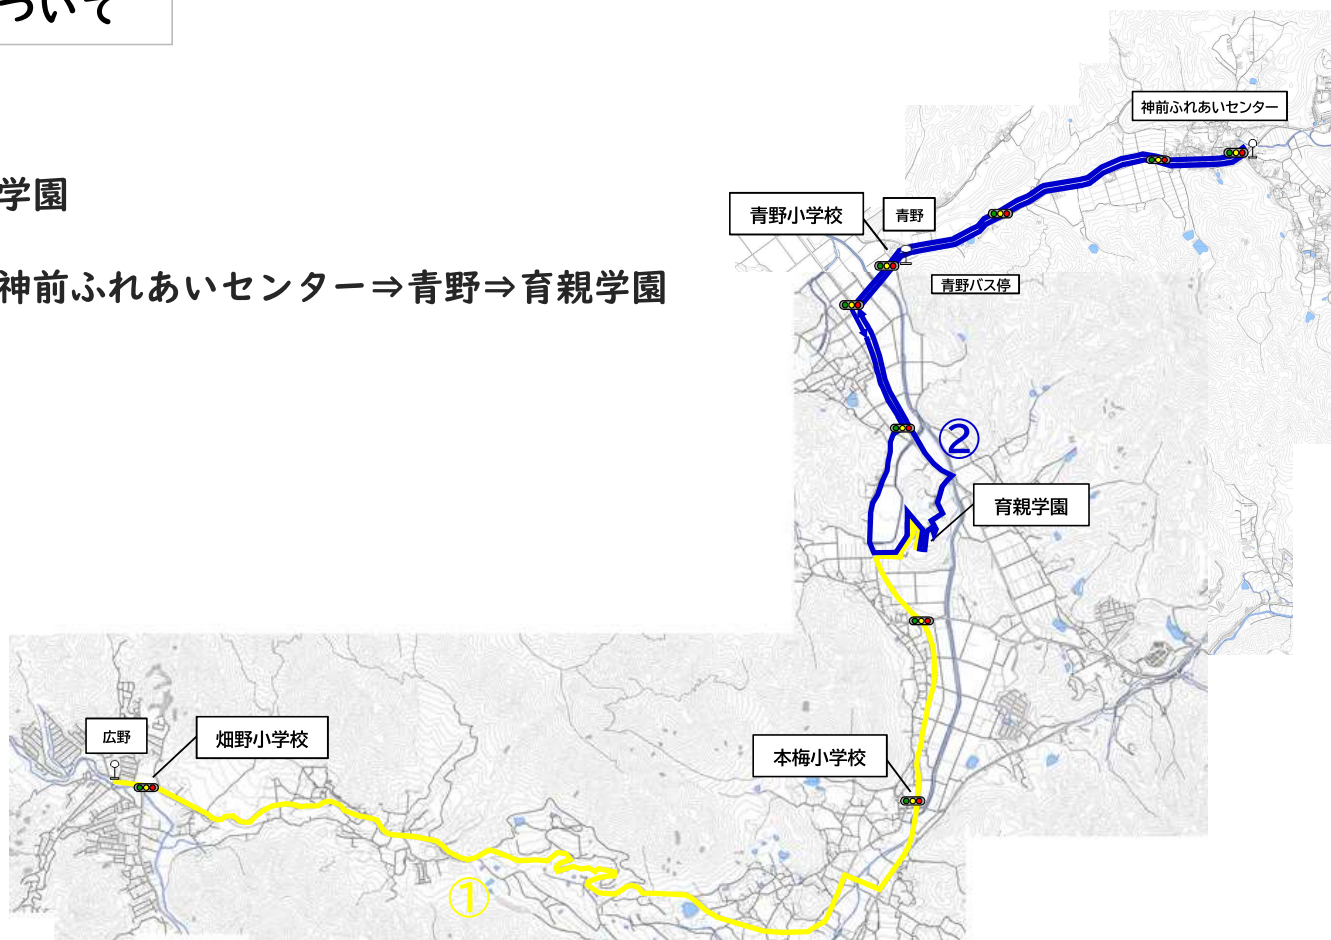 ついて
学園
神前ふれあいセンター⇒青野⇒育親学園
神前ふれあいセンター
青野小学校
青野
青野バス停
②
育親学園
広野
畑野小学校
本梅小学校
①